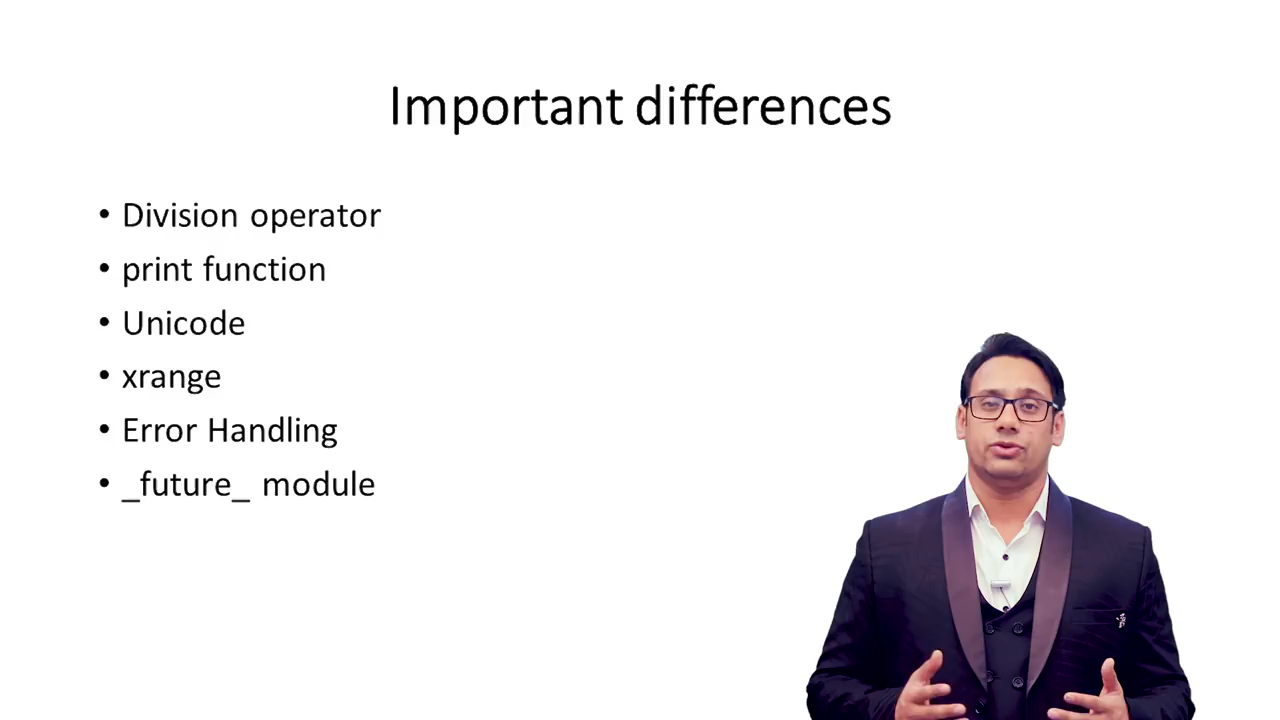 Important differences
• Division operator
• print function
• Unicode
• xrange
• Error Handling
• _future_ module